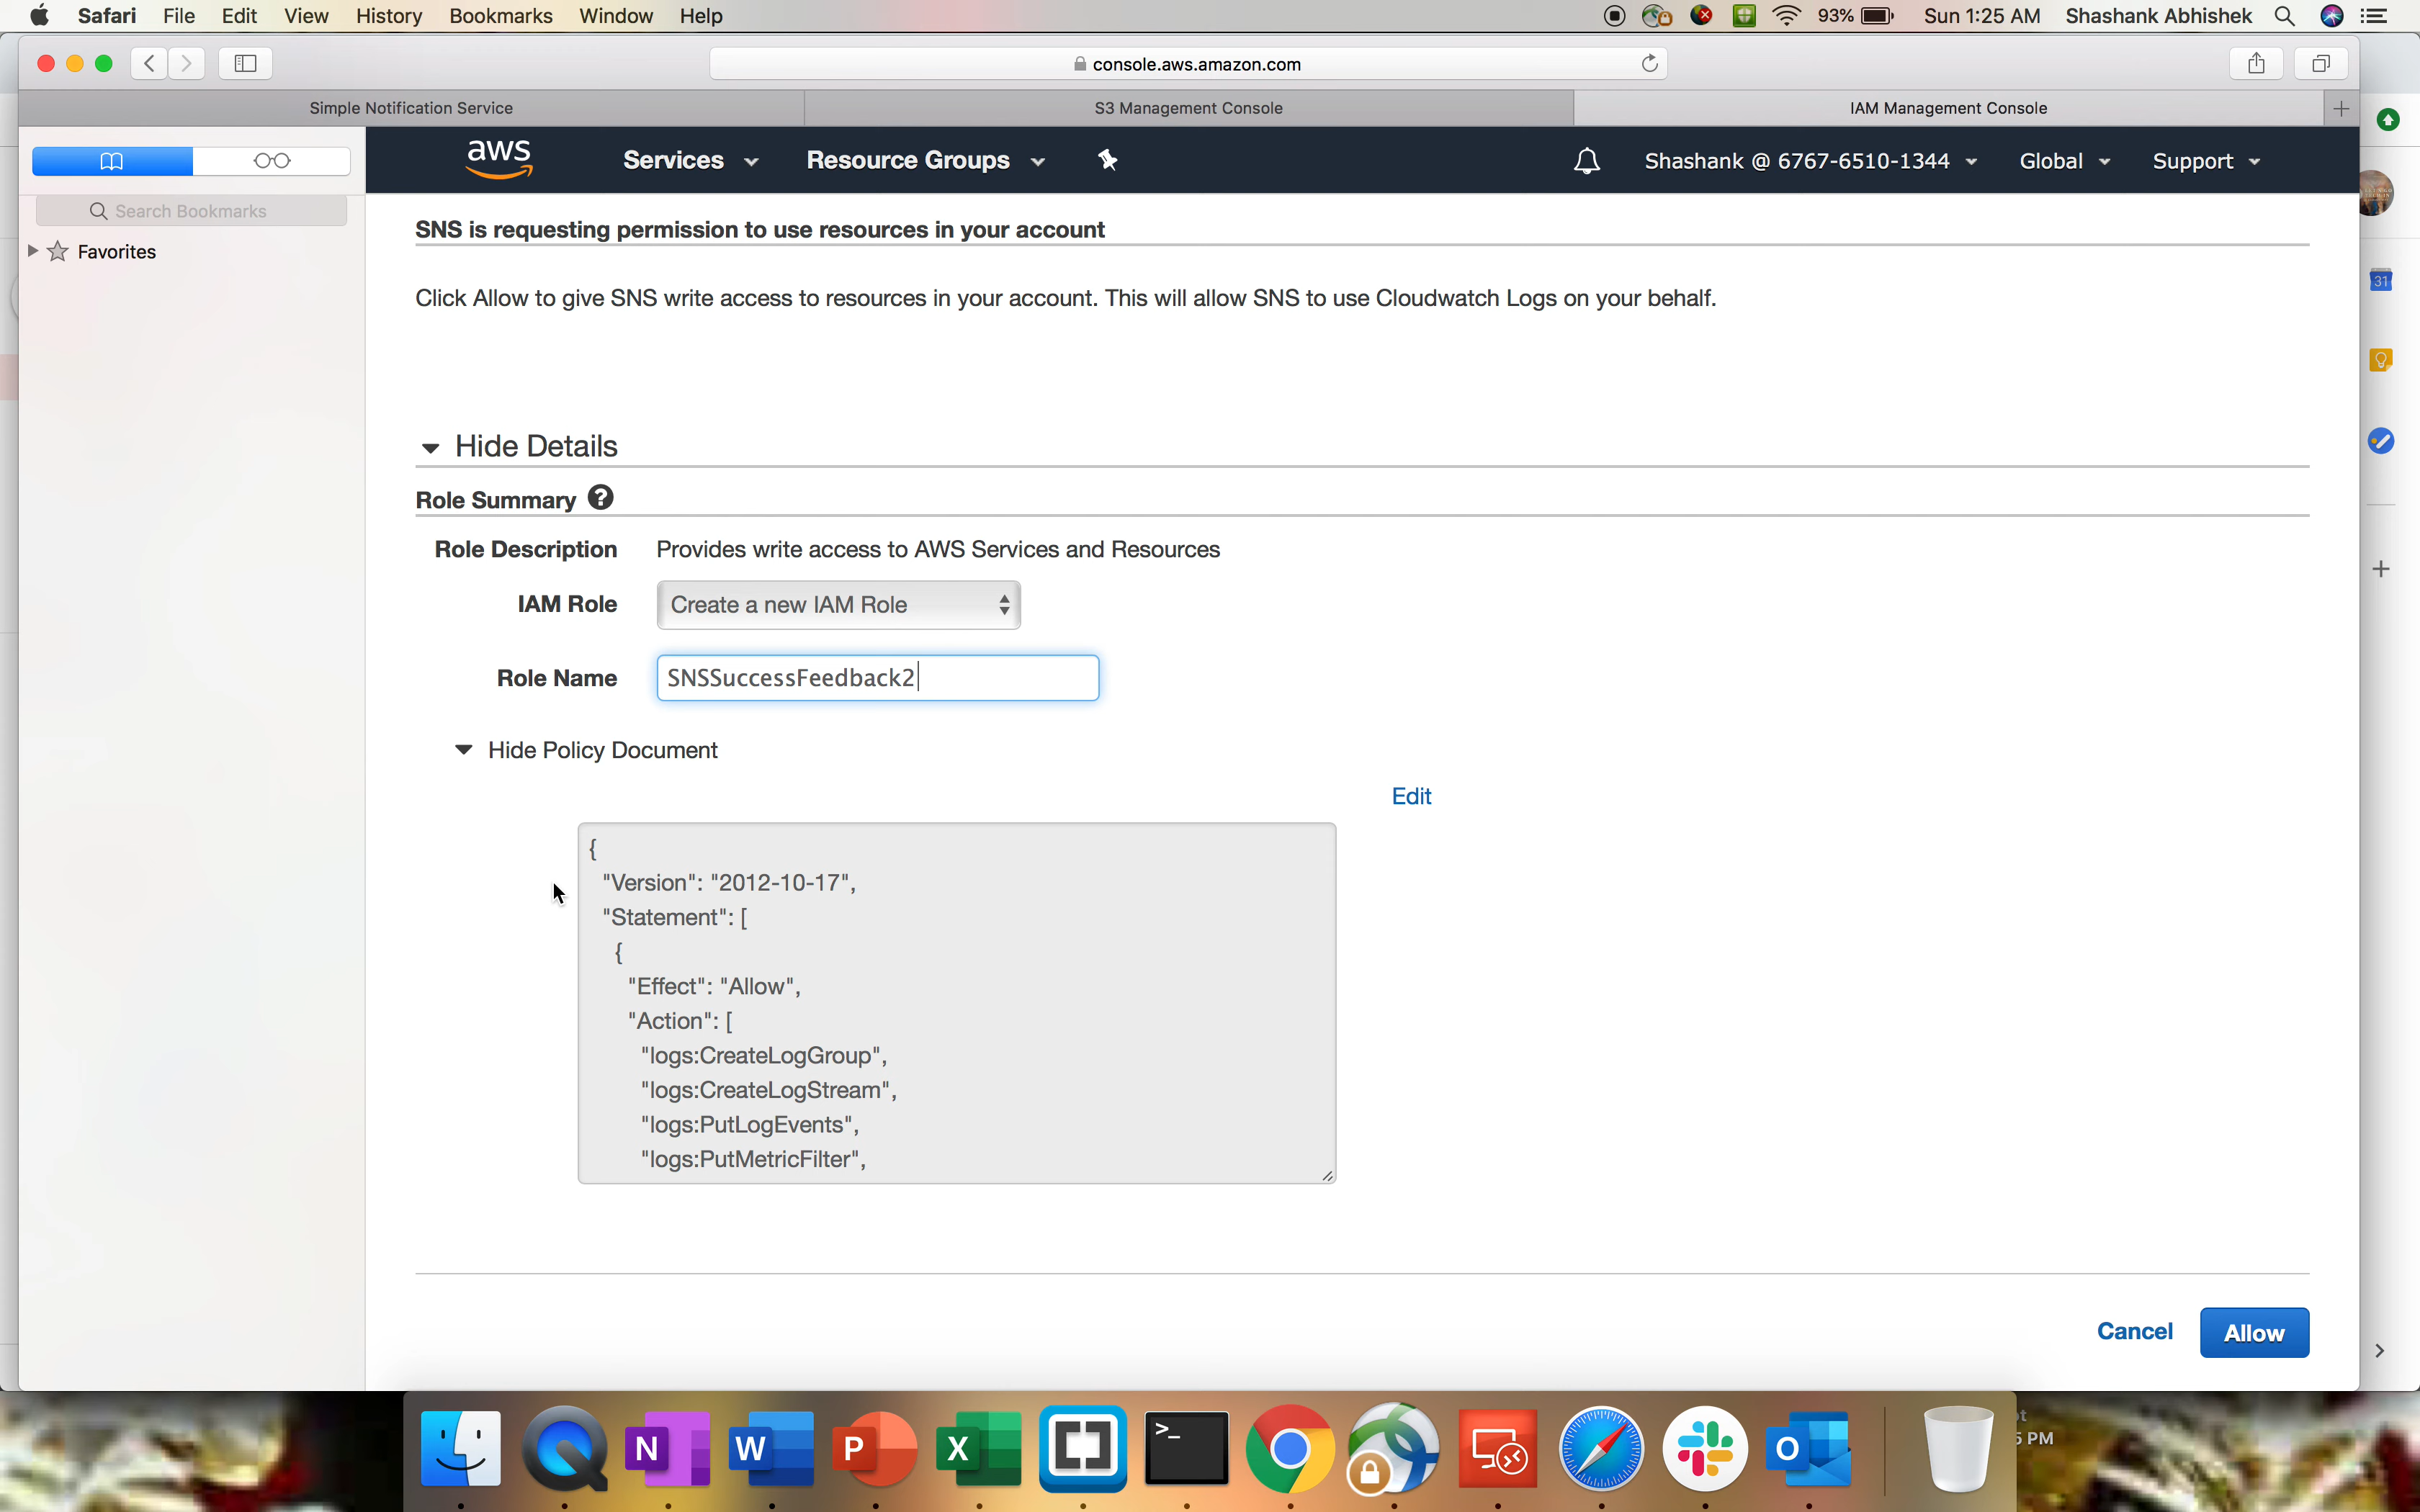 Safari File Edit View History Bookmarks Window Help 93% Sun 1:25 AM Shashank Abhishek
console.aws.amazon.com
Simple Notification Service S3 Management Console IAM Management Console
aws Services Resource Groups Shashank @ 6767-6510-1344 Global Support
Search Bookmarks
Favorites
SNS is requesting permission to use resources in your account
Click Allow to give SNS write access to resources in your account. This will allow SNS to use Cloudwatch Logs on your behalf.
31
Hide Details
Role Summary ?
Role Description Provides write access to AWS Services and Resources
IAM Role Create a new IAM Role
Role Name SNSSuccessFeedback2
Hide Policy Document
Edit
{
"Version": "2012-10-17",
"Statement": [
{
"Effect": "Allow",
"Action": [
"logs:CreateLogGroup",
"logs:CreateLogStream",
"logs:PutLogEvents",
"logs:PutMetricFilter",
Cancel Allow
N W P X >_ O
5 PM